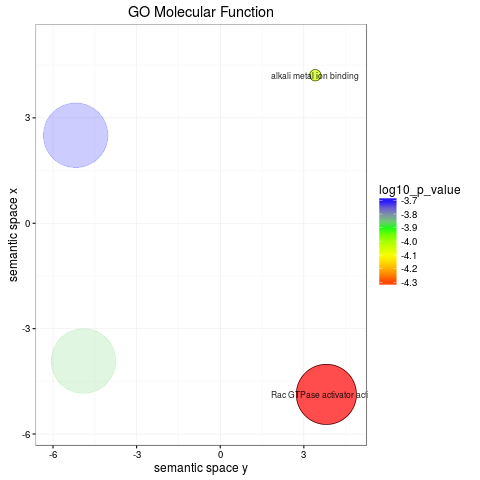 GO Molecular Function
alkali metal ion binding
3
0
-3
-6
semantic space x
Rac GTPase activator acti
-6
-3
0
3
semantic space y
log10_p_value
-3.7
-3.8
-3.9
-4.0
-4.1
-4.2
-4.3